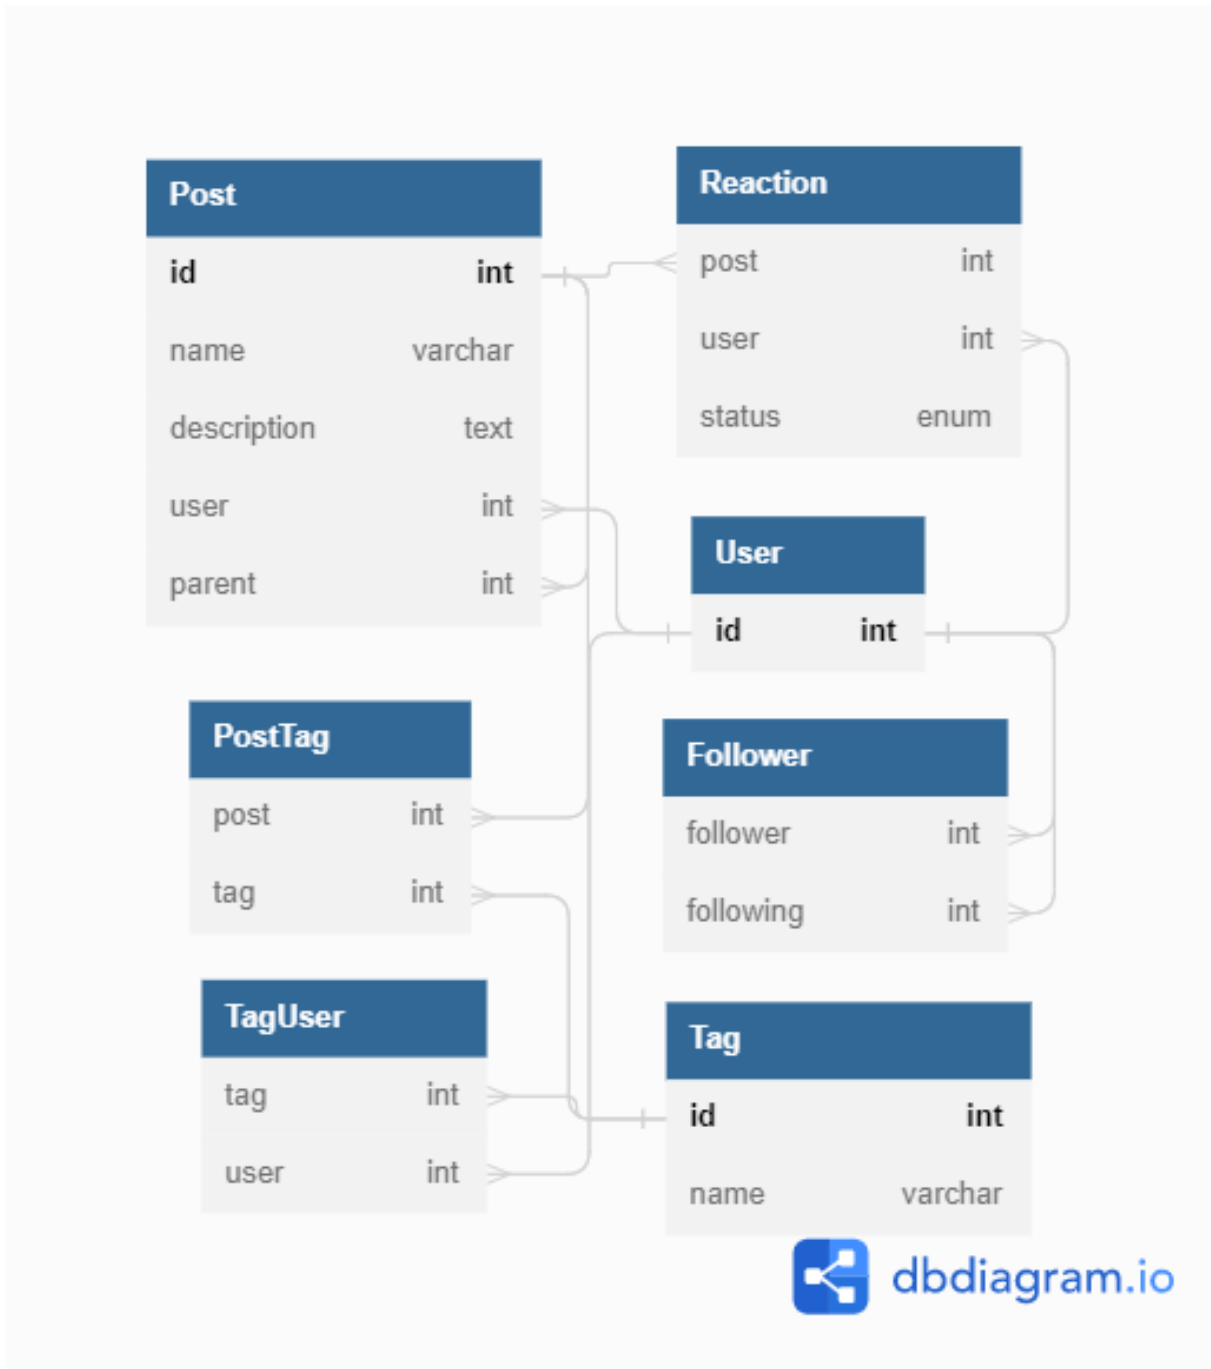 Post
id int
name varchar
description text
user int
parent int
Reaction
post int
user int
status enum
User
id int
PostTag
post int
tag int
Follower
follower int
following int
TagUser
tag int
user int
Tag
id int
name varchar
dbdiagram.io